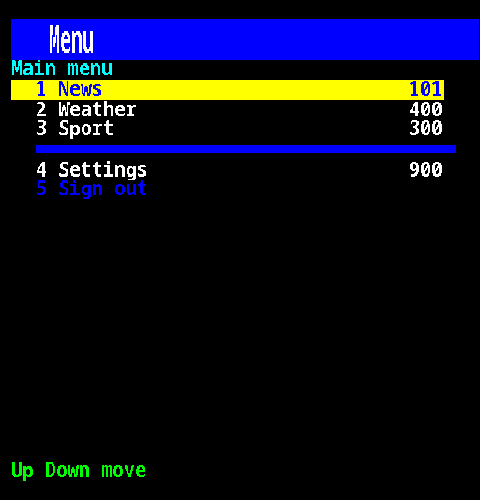 Menu
Main menu
1 News 101
2 Weather 400
3 Sport 300
4 Settings 900
5 Sign out
Up Down move